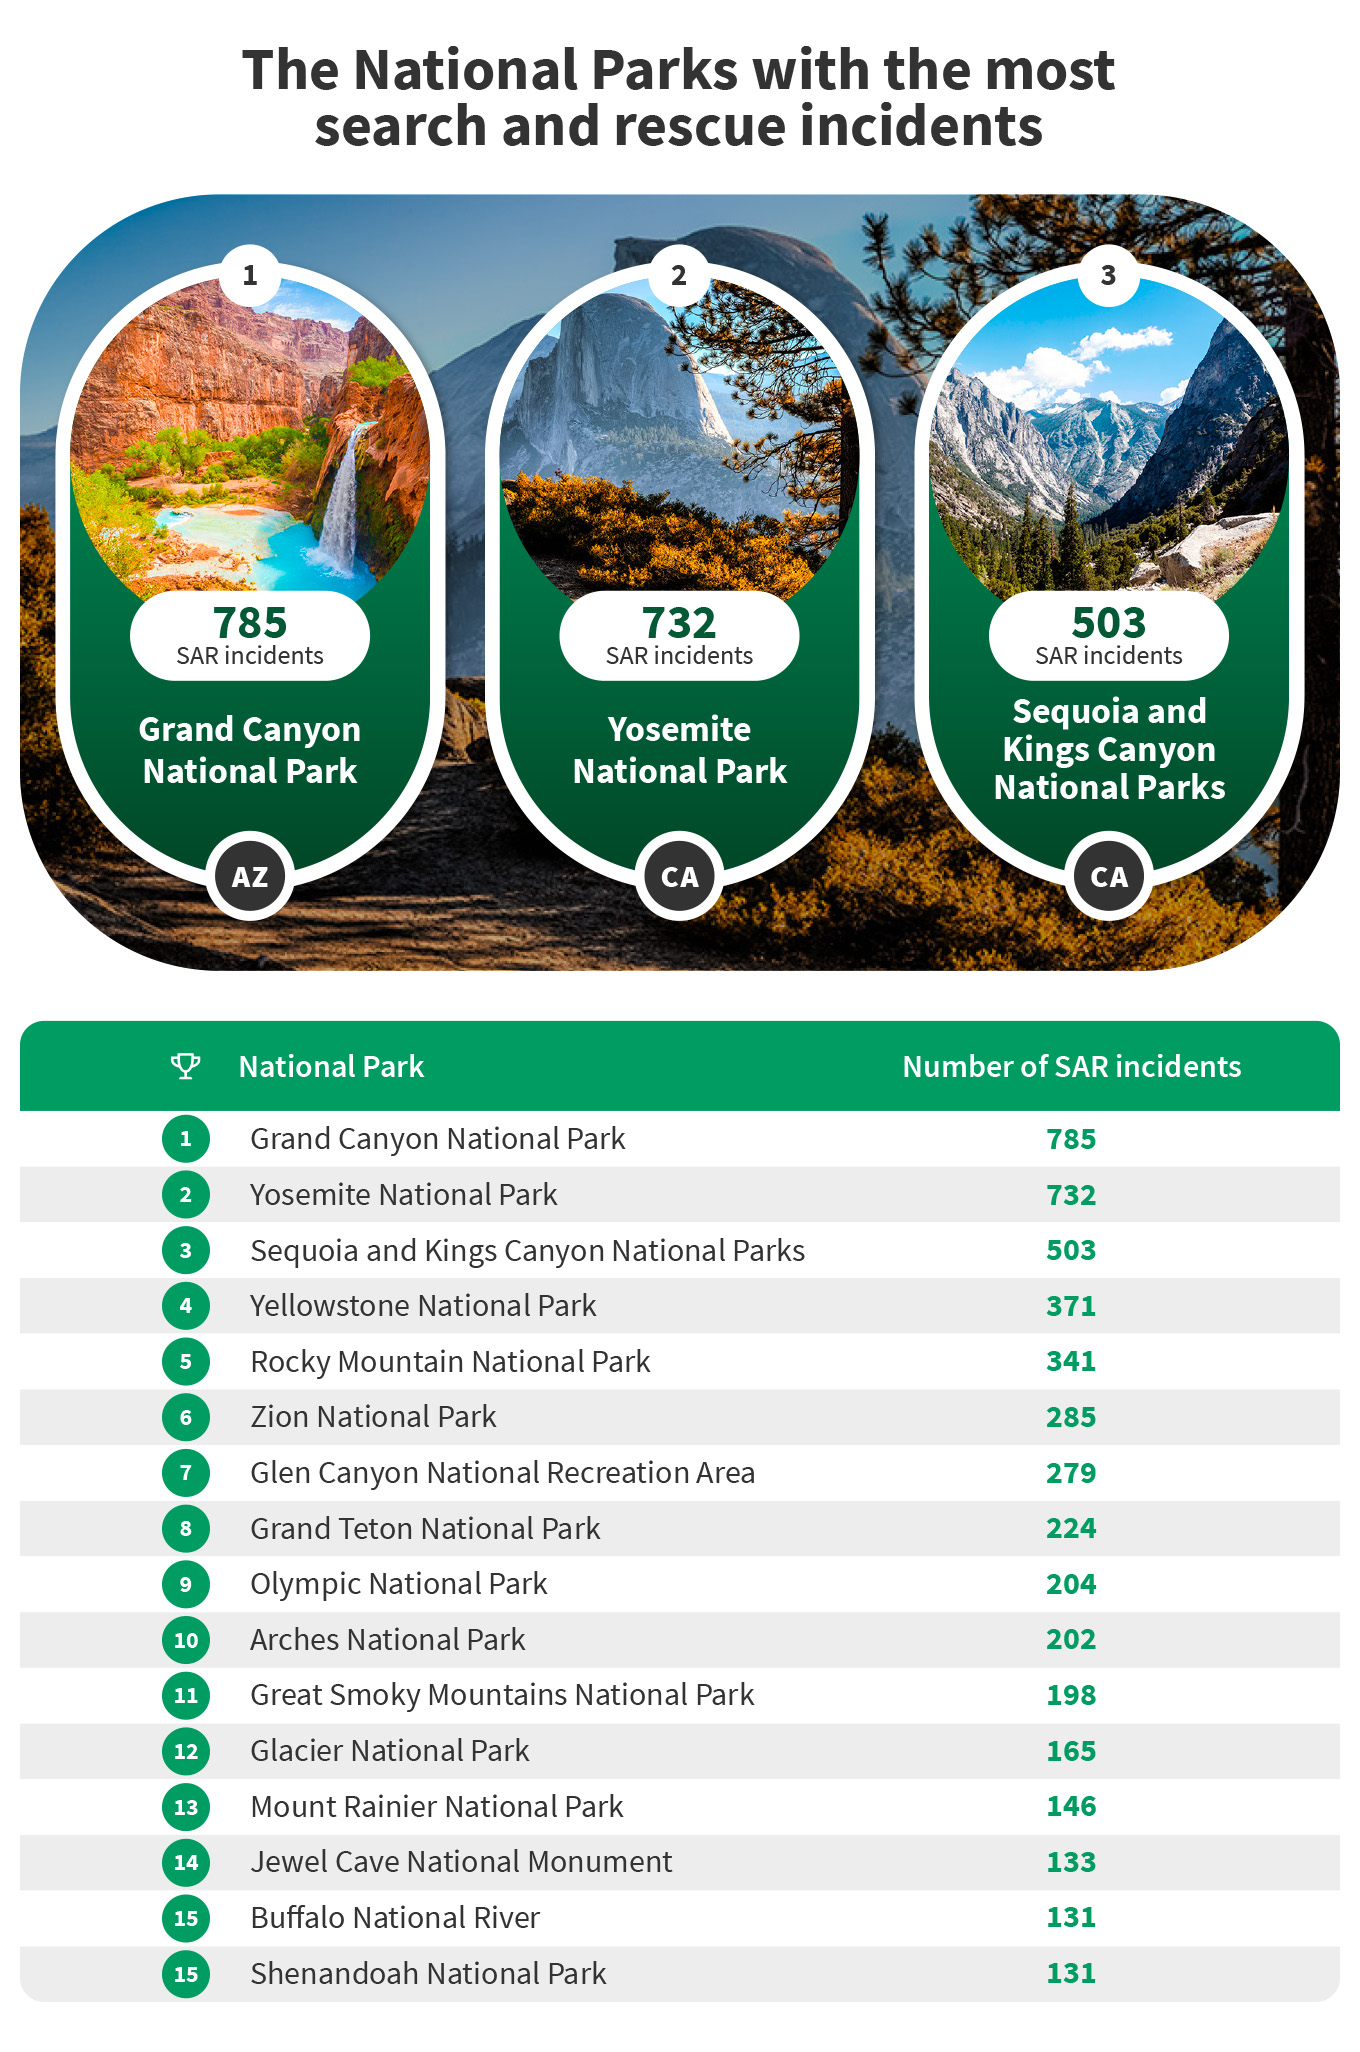 The National Parks with the most
search and rescue incidents
1
785
SAR incidents
Grand Canyon
National Park
AZ
2
732
SAR incidents
Yosemite
National Park
CA
3
503
SAR incidents
Sequoia and
Kings Canyon
National Parks
CA
National Park Number of SAR incidents
1 Grand Canyon National Park 785
2 Yosemite National Park 732
3 Sequoia and Kings Canyon National Parks 503
4 Yellowstone National Park 371
5 Rocky Mountain National Park 341
6 Zion National Park 285
7 Glen Canyon National Recreation Area 279
8 Grand Teton National Park 224
9 Olympic National Park 204
10 Arches National Park 202
11 Great Smoky Mountains National Park 198
12 Glacier National Park 165
13 Mount Rainier National Park 146
14 Jewel Cave National Monument 133
15 Buffalo National River 131
15 Shenandoah National Park 131